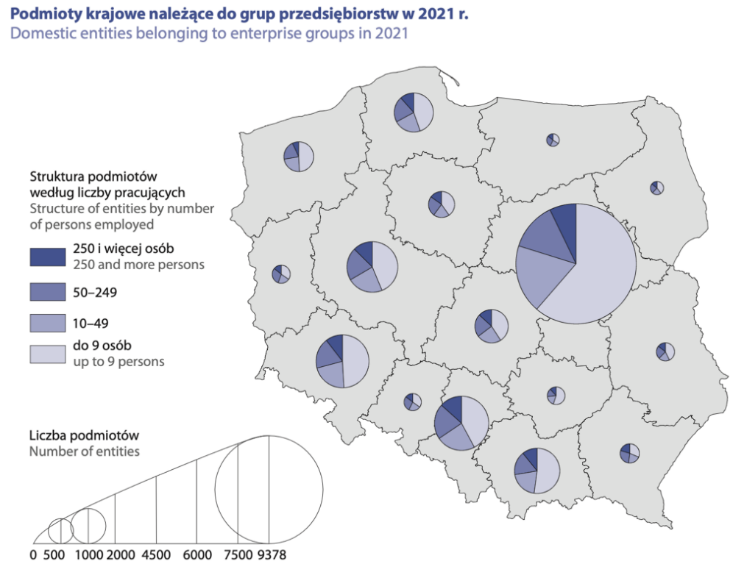 Podmioty krajowe należące do grup przedsiębiorstw w 2021 r.
Domestic entities belonging to enterprise groups in 2021
Struktura podmiotów
według liczby pracujących
Structure of entities by number
of persons employed
250 i więcej osób
250 and more persons
50–249
10–49
do 9 osób
up to 9 persons
Liczba podmiotów
Number of entities
0 500 1000 2000 4500 6000 7500 9378